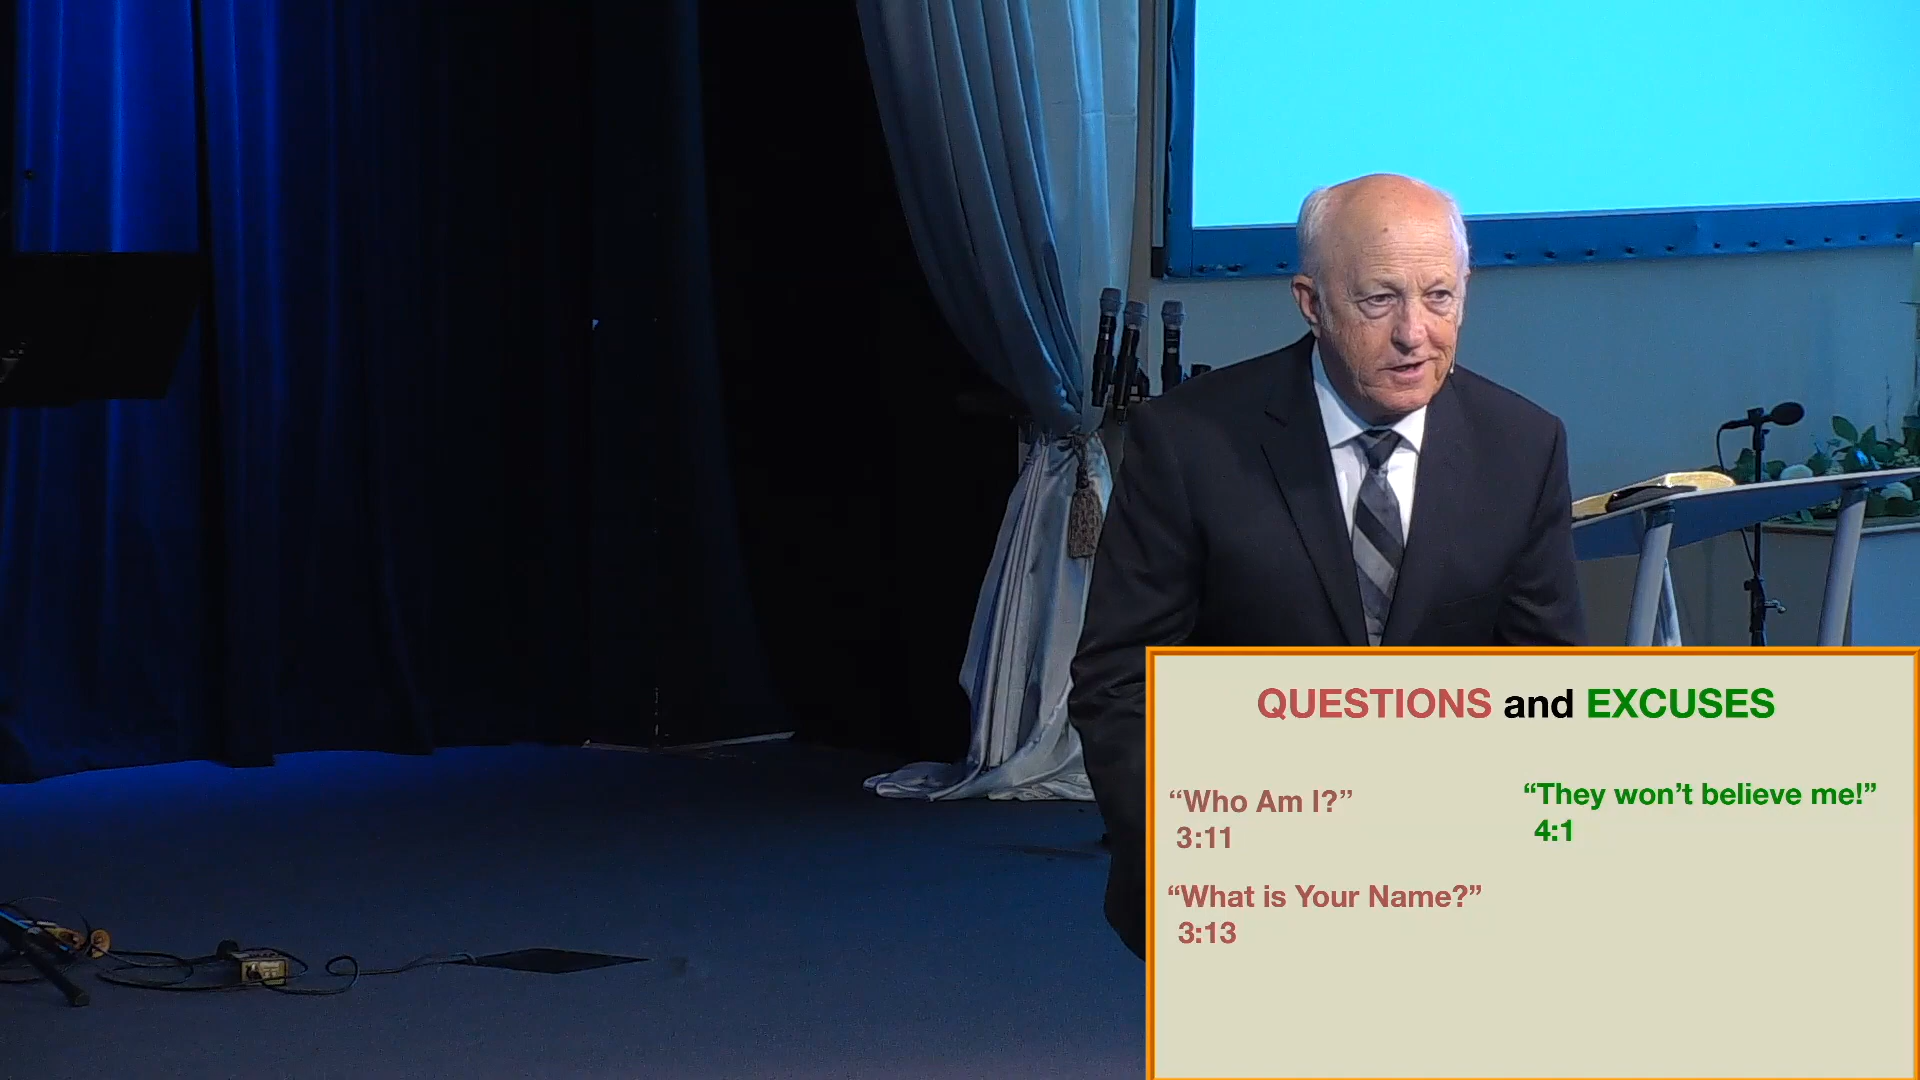 QUESTIONS and EXCUSES
“Who Am I?”
3:11
“What is Your Name?”
3:13
“They won’t believe me!”
4:1